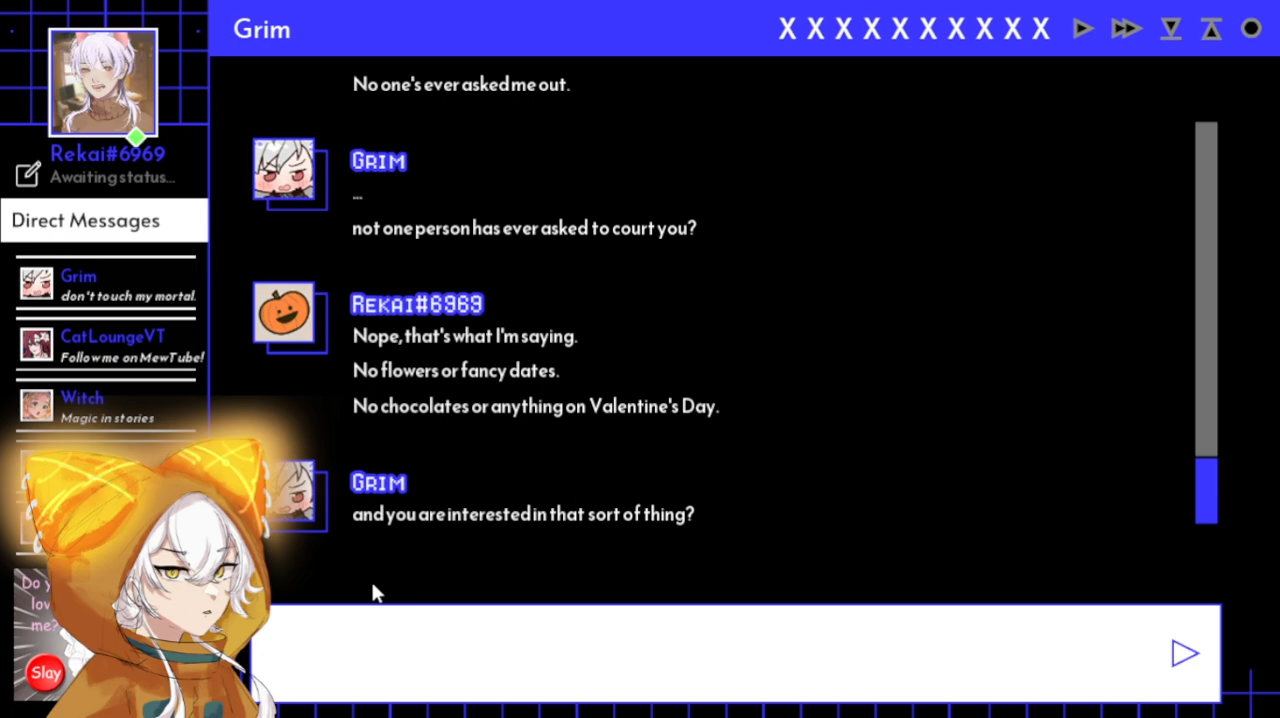 Grim
X X X X X X X X X X
Rekai#6969
Awaiting status...
Direct Messages
Grim
don't touch my mortal.
CatLoungeVT
Follow me on MewTube!
Witch
Magic in stories
me?
Slay
No one's ever asked me out.
GRIM
...
not one person has ever asked to court you?
REKAI#6969
Nope, that's what I'm saying.
No flowers or fancy dates.
No chocolates or anything on Valentine's Day.
GRIM
and you are interested in that sort of thing?